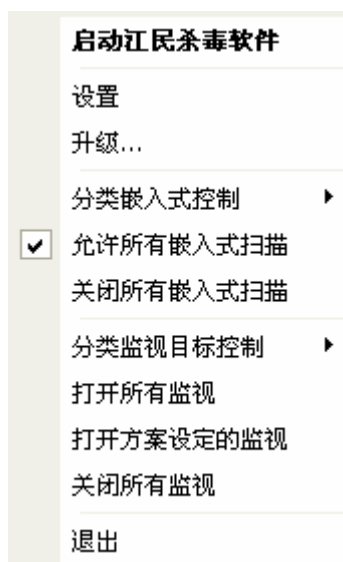 启动江民杀毒软件
设置
升级...
分类嵌入式控制
允许所有嵌入式扫描
关闭所有嵌入式扫描
分类监视目标控制
打开所有监视
打开方案设定的监视
关闭所有监视
退出